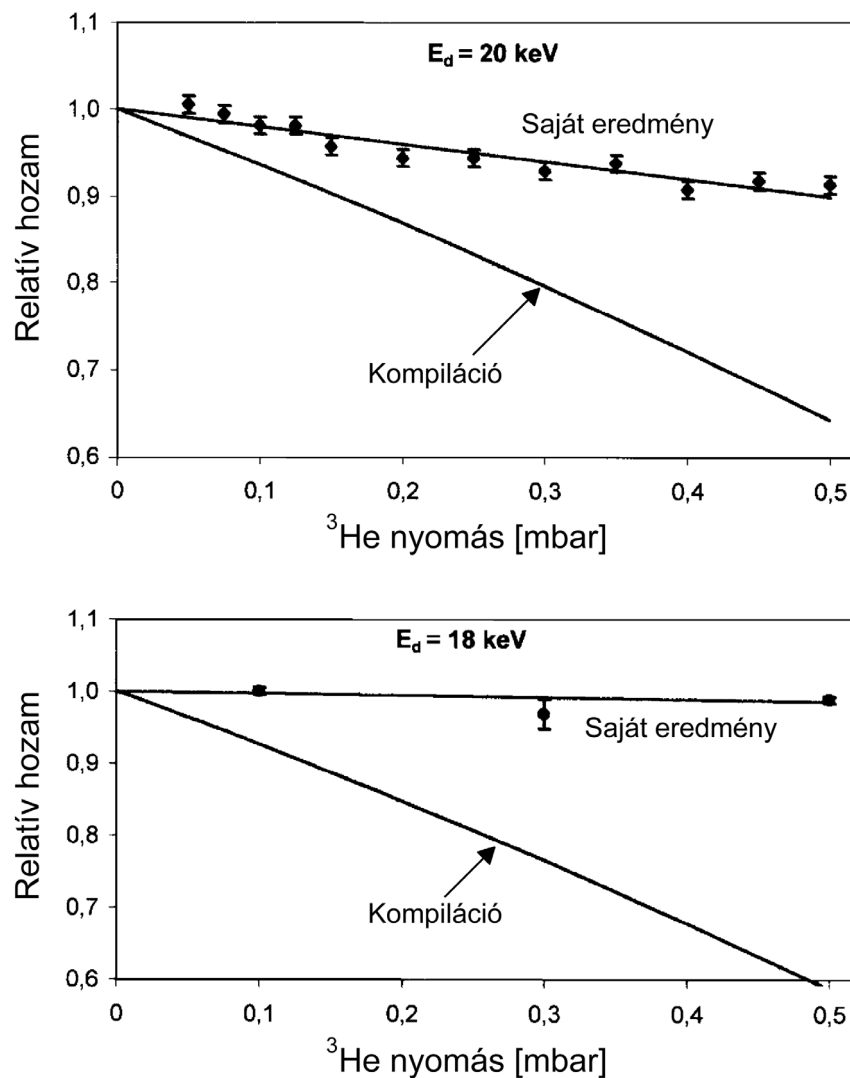 1,1
E_d = 20 keV
1,0
Saját eredmény
0,9
Relatív hozam
0,8
0,7
Kompiláció
0,6
0 0,1 0,2 0,3 0,4 0,5
³He nyomás [mbar]
1,1
E_d = 18 keV
1,0
Saját eredmény
0,9
Relatív hozam
0,8
0,7
Kompiláció
0,6
0 0,1 0,2 0,3 0,4 0,5
³He nyomás [mbar]